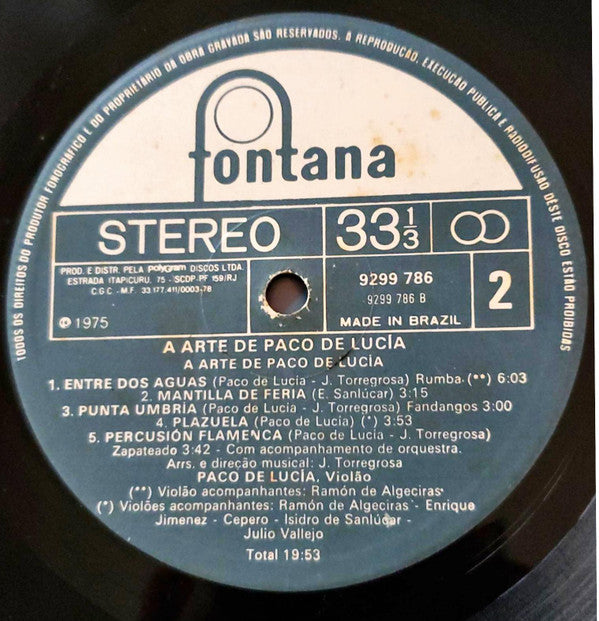 TODOS OS DIREITOS DO PRODUTOR FONOGRÁFICO E DO PROPRIETÁRIO DA OBRA GRAVADA SÃO RESERVADOS. A REPRODUÇÃO, EXECUÇÃO PÚBLICA E RADIODIFUSÃO DÊSTE DISCO ESTÃO PROIBIDAS
fontana
STEREO 33 1/3
PROD. E DISTR. PELA polygram DISCOS LTDA.
ESTRADA ITAPICURU, 75 - SCDP-PF 159/RJ
C.G.C - M.F. 33.177.411/0003-78
℗ 1975
9299 786
9299 786 B
2
MADE IN BRAZIL
A ARTE DE PACO DE LUCÍA
A ARTE DE PACO DE LUCÍA
1. ENTRE DOS AGUAS (Paco de Lucía - J. Torregrosa) Rumba (**) 6:03
2. MANTILLA DE FERIA (E. Sanlúcar) 3:15
3. PUNTA UMBRÍA (Paco de Lucía - J. Torregrosa) Fandangos 3:00
4. PLAZUELA (Paco de Lucía) (*) 3:53
5. PERCUSIÓN FLAMENCA (Paco de Lucía - J. Torregrosa)
Zapateado 3:42 - Com acompanhamento de orquestra.
Arrs. e direção musical: J. Torregrosa
PACO DE LUCÍA, Violão
(**) Violão acompanhantes: Ramón de Algeciras
(*) Violões acompanhantes: Ramón de Algeciras - Enrique
Jimenez - Cepero - Isidro de Sanlúcar -
Julio Vallejo
Total 19:53